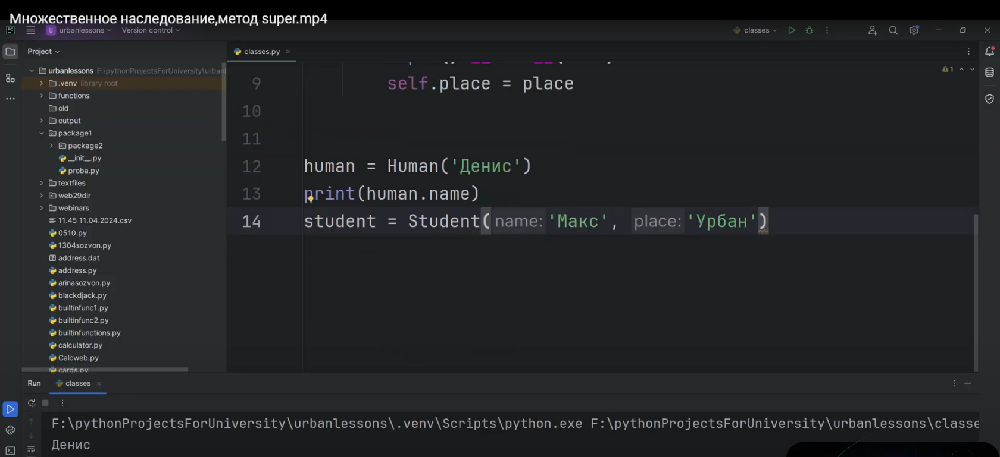 Множественное наследование,метод super.mp4
U urbanlessons Version control classes
Project
classes.py
urbanlessons F:\pythonProjectsForUniversity\urbanl
.venv library root
functions
old
output
package1
package2
__init__.py
proba.py
textfiles
web29dir
webinars
11.45 11.04.2024.csv
0510.py
1304sozvon.py
address.dat
address.py
arinasozvon.py
blackdjack.py
builtinfunc1.py
builtinfunc2.py
builtinfunctions.py
calculator.py
Calcweb.py
cards.py
1
9 self.place = place
10
11
12 human = Human('Денис')
13 print(human.name)
14 student = Student( name: 'Макс', place: 'Урбан')
Run classes
F:\pythonProjectsForUniversity\urbanlessons\.venv\Scripts\python.exe F:\pythonProjectsForUniversity\urbanlessons\classe
Денис